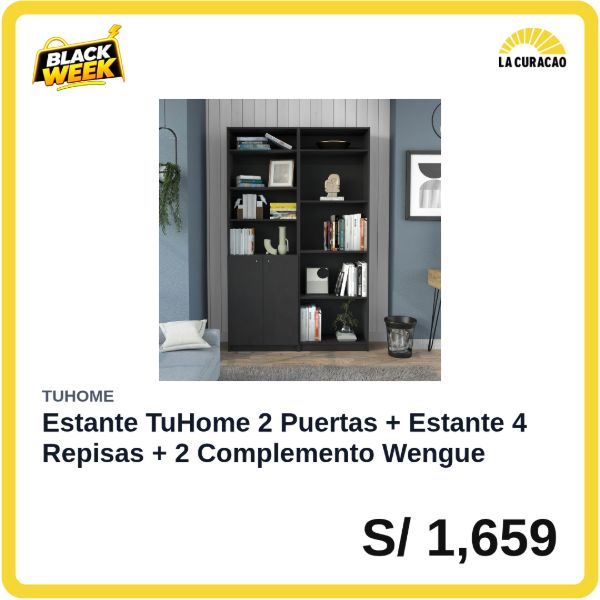 BLACK
WEEK
LA CURACAO
TUHOME
Estante TuHome 2 Puertas + Estante 4
Repisas + 2 Complemento Wengue
S/ 1,659